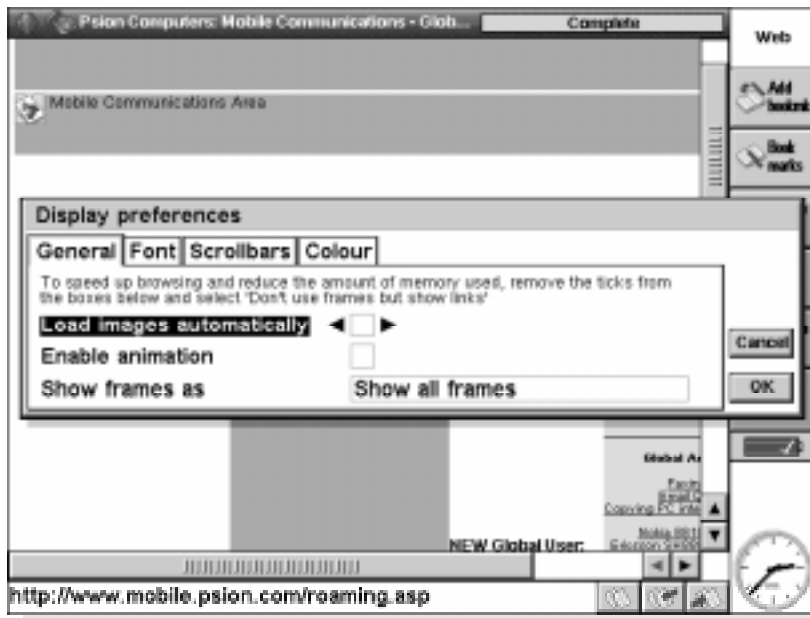 Psion Computers: Mobile Communications - Glob... Complete
Web
Mobile Communications Area
Add
Book
marks
Display preferences
General Font Scrollbars Colour
To speed up browsing and reduce the amount of memory used, remove the ticks from
the boxes below and select 'Don't use frames but show links'
Load images automatically
Enable animation
Show frames as Show all frames
Cancel
OK
Global
Copying PC
NEW Global User:
http://www.mobile.psion.com/roaming.asp